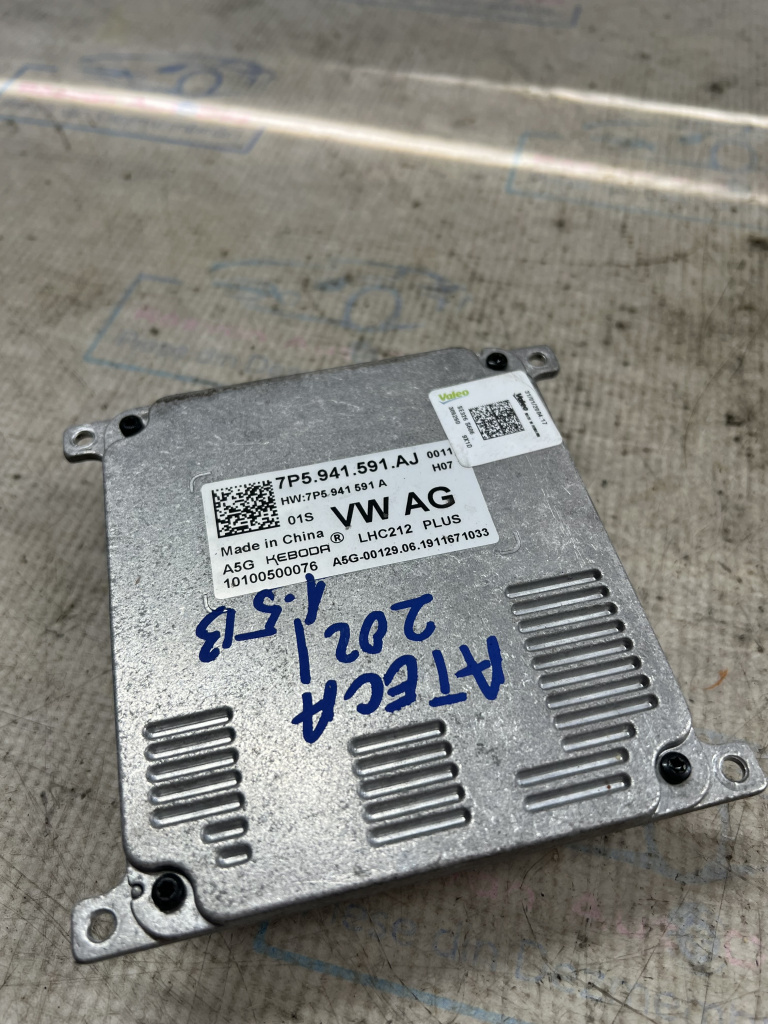 7P5.941.591.AJ 0011
HW:7P5.941 591 A H07
01S VW AG
Made in China
A5G KEBODA® LHC212 PLUS
10100500076 A5G-00129.06.1911671033
Valeo
Valeo
ATECA
2021
1.5B